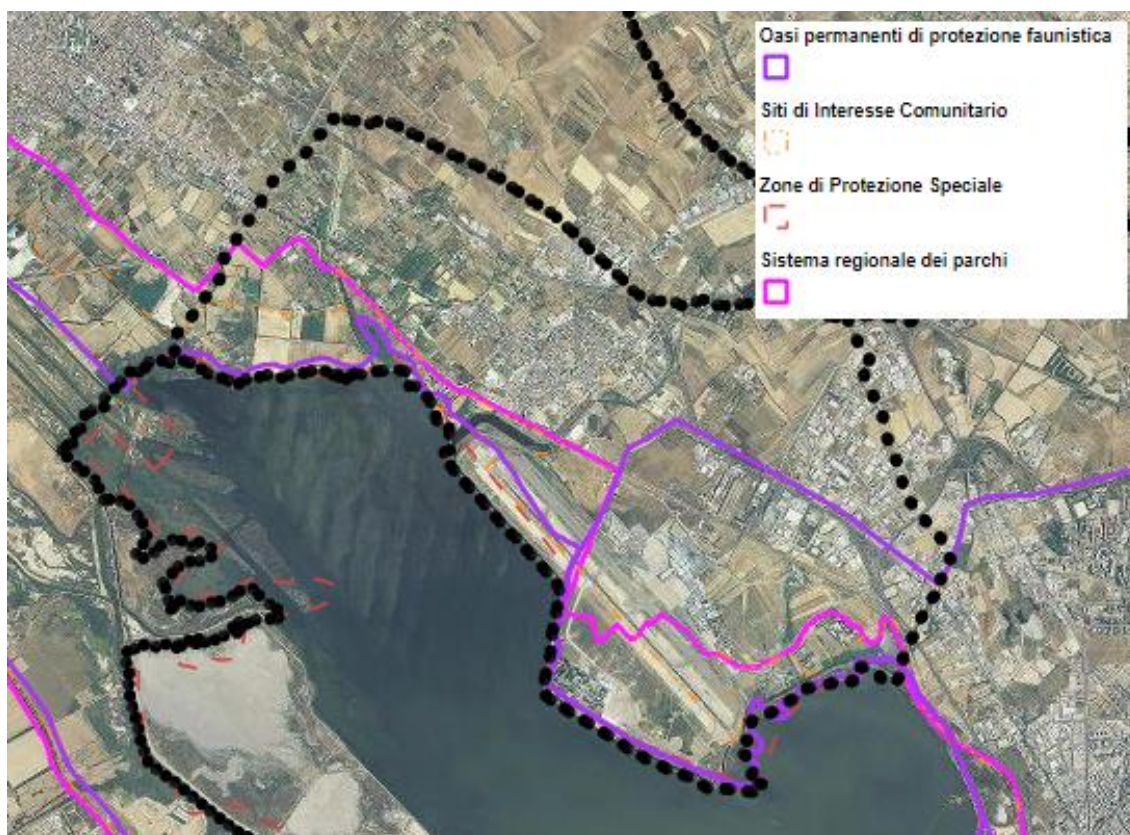 Oasi permanenti di protezione faunistica
Siti di Interesse Comunitario
Zone di Protezione Speciale
Sistema regionale dei parchi